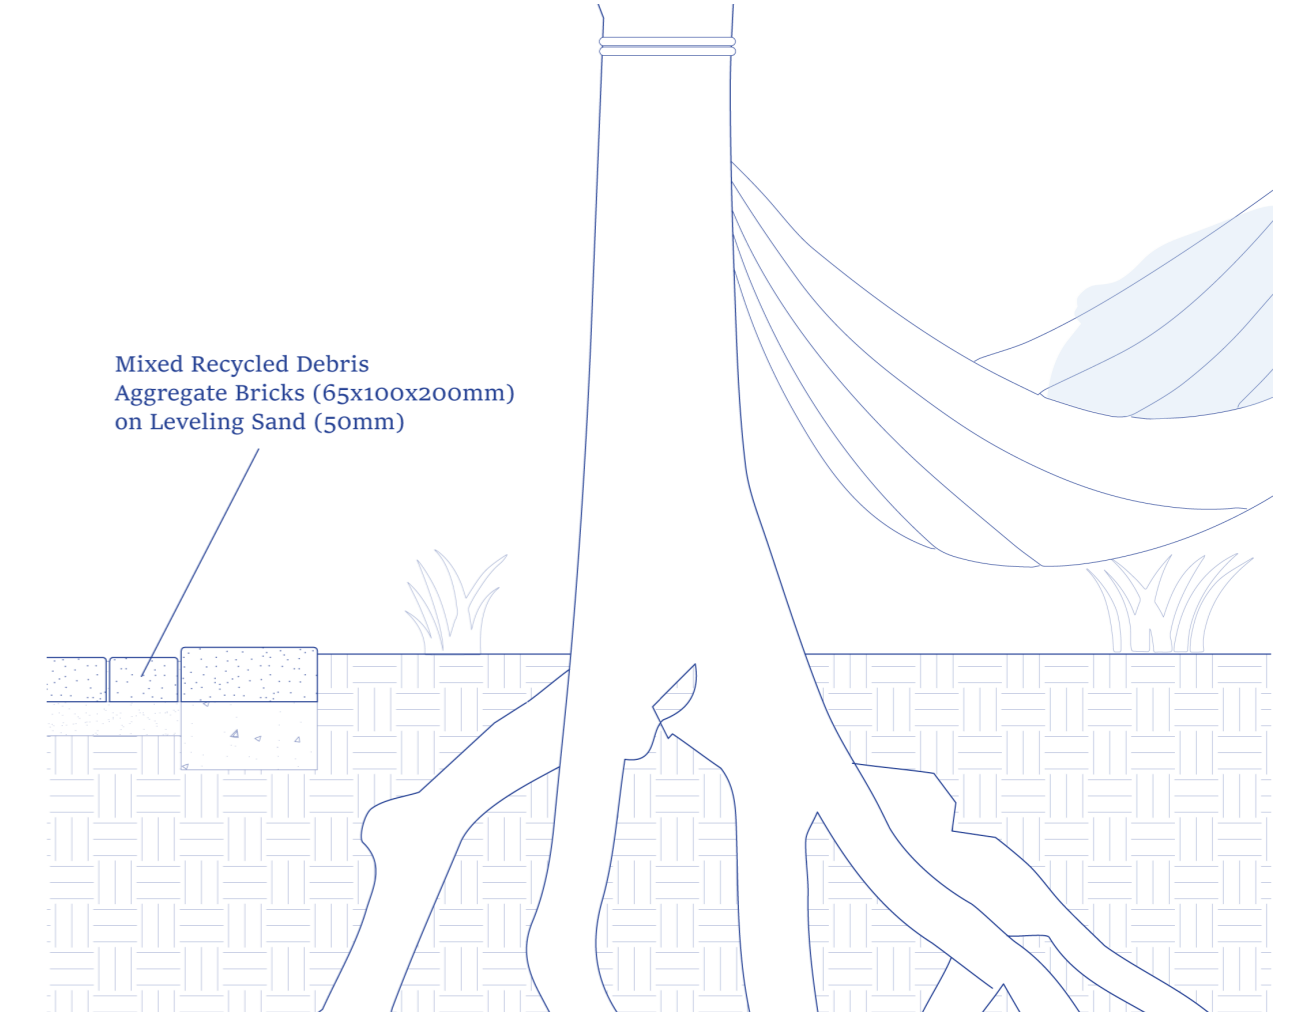 Mixed Recycled Debris
Aggregate Bricks (65x100x200mm)
on Leveling Sand (50mm)